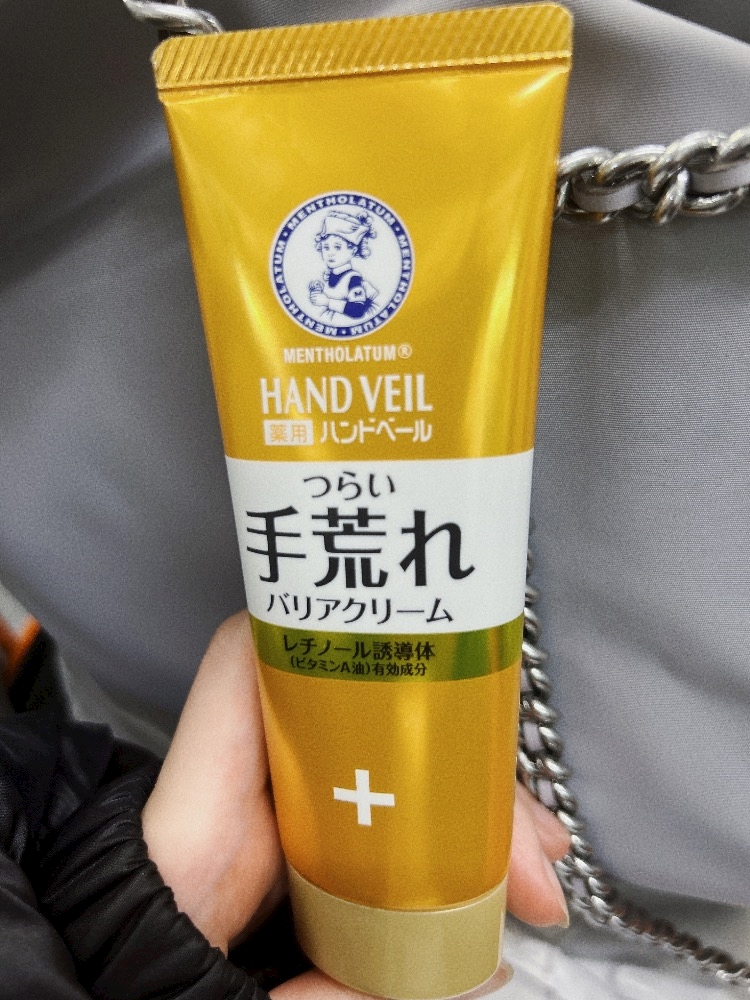 MENTHOLATUM • MENTHOLATUM • MENTHOLATUM •
MENTHOLATUM®
HAND VEIL
薬用 ハンドベール
つらい
手荒れ
バリアクリーム
レチノール誘導体
(ビタミンA油)有効成分